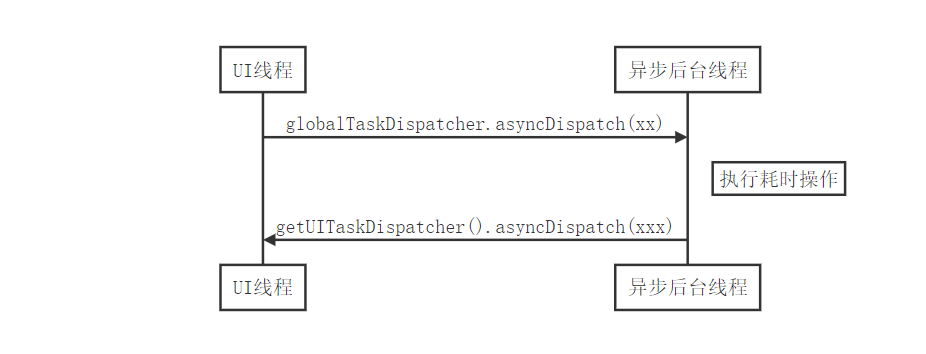 UI线程
异步后台线程
globalTaskDispatcher.asyncDispatch(xx)
执行耗时操作
getUITaskDispatcher().asyncDispatch(xxx)
UI线程
异步后台线程